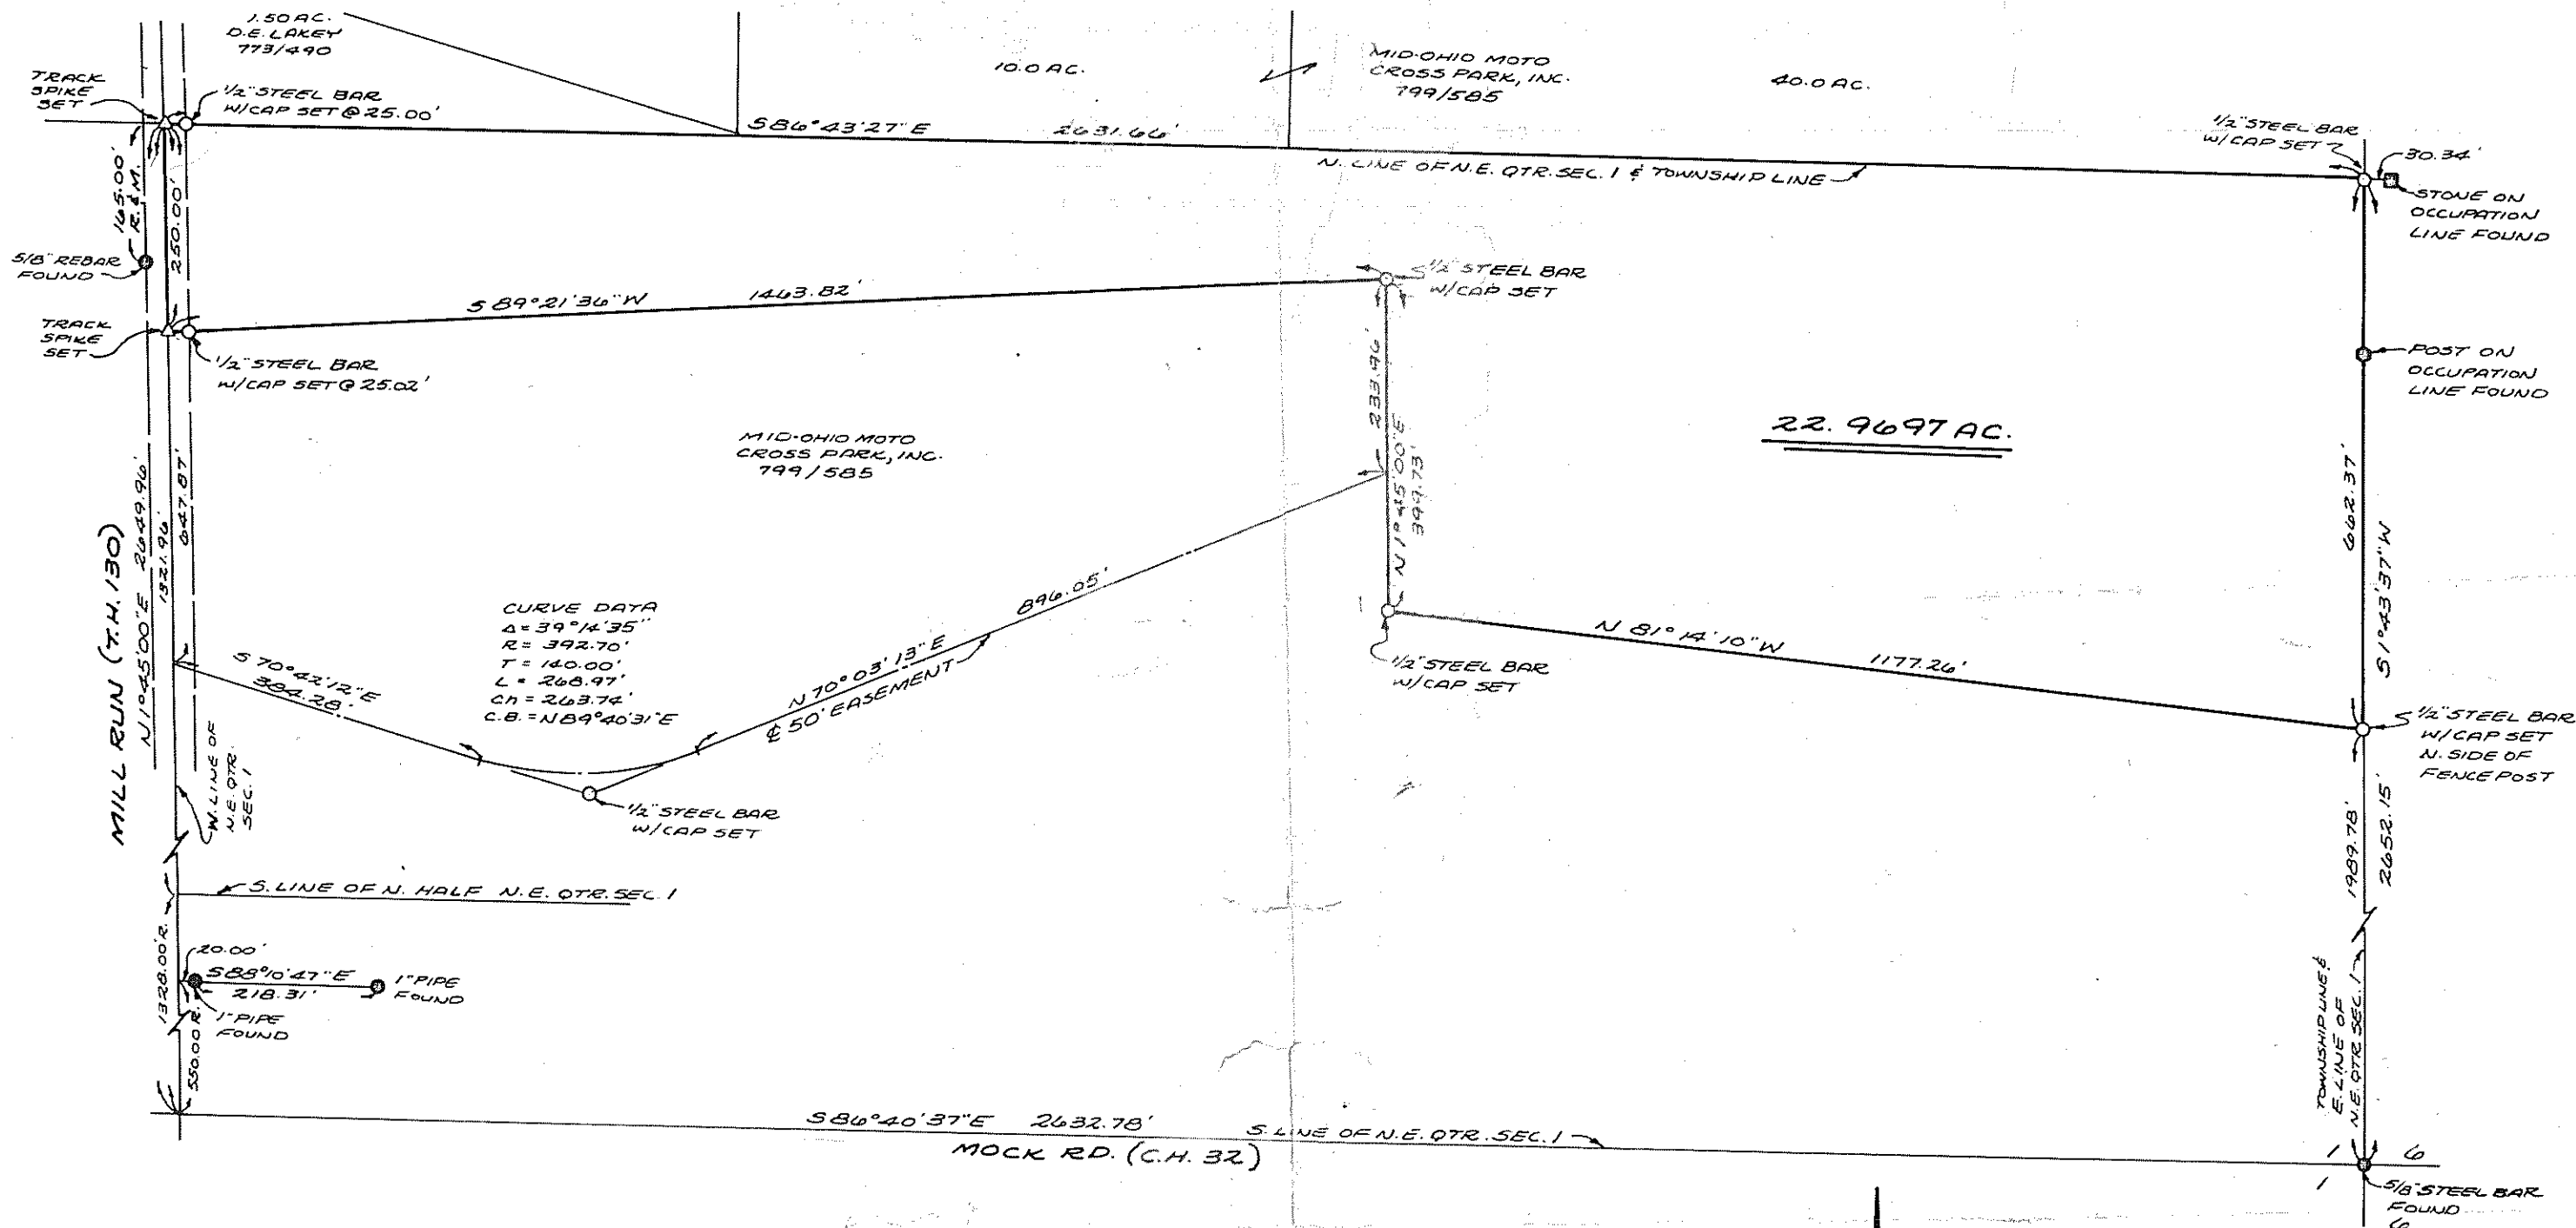 1.50 AC.
D.E. LAKEY
773/490
10.0 AC.
MID-OHIO MOTO
CROSS PARK, INC.
799/585
40.0 AC.
TRACK
SPIKE
SET
1/2" STEEL BAR
W/CAP SET @ 25.00'
S86°43'27"E 2631.66'
N. LINE OF N.E. QTR. SEC. 1 & TOWNSHIP LINE
1/2" STEEL BAR
W/CAP SET
30.34'
STONE ON
OCCUPATION
LINE FOUND
165.00'
R. & M.
250.00'
5/8" REBAR
FOUND
S 89°21'36"W 1463.82'
1/2" STEEL BAR
W/CAP SET
TRACK
SPIKE
SET
1/2" STEEL BAR
W/CAP SET @ 25.02'
233.96'
N 1°45'00"E
399.73'
POST ON
OCCUPATION
LINE FOUND
22.9697 AC.
MID-OHIO MOTO
CROSS PARK, INC.
799/585
662.37'
S1°43'37"W
MILL RUN (T.H. 130)
N1°45'00"E 2649.96'
1321.96'
647.87'
CURVE DATA
Δ = 39°14'35"
R = 392.70'
T = 140.00'
L = 268.97'
Ch = 263.74'
C.B. = N89°40'31"E
896.05'
N 70°03'13"E
℄ 50' EASEMENT
S 70°42'12"E
384.28'
N 81°14'10"W 1177.26'
1/2" STEEL BAR
W/CAP SET
1/2" STEEL BAR
W/CAP SET
N. SIDE OF
FENCE POST
W. LINE OF
N.E. QTR.
SEC. 1
1/2" STEEL BAR
W/CAP SET
1989.78'
2652.15'
S. LINE OF N. HALF N.E. QTR. SEC. 1
1328.00' R.
20.00'
S88°10'47"E
218.31'
1" PIPE
FOUND
1" PIPE
FOUND
550.00 R.
TOWNSHIP LINE &
E. LINE OF
N.E. QTR. SEC. 1
S86°40'37"E 2632.78'
S. LINE OF N.E. QTR. SEC. 1
MOCK RD. (C.H. 32)
1 6
1
5/8" STEEL BAR
FOUND
6